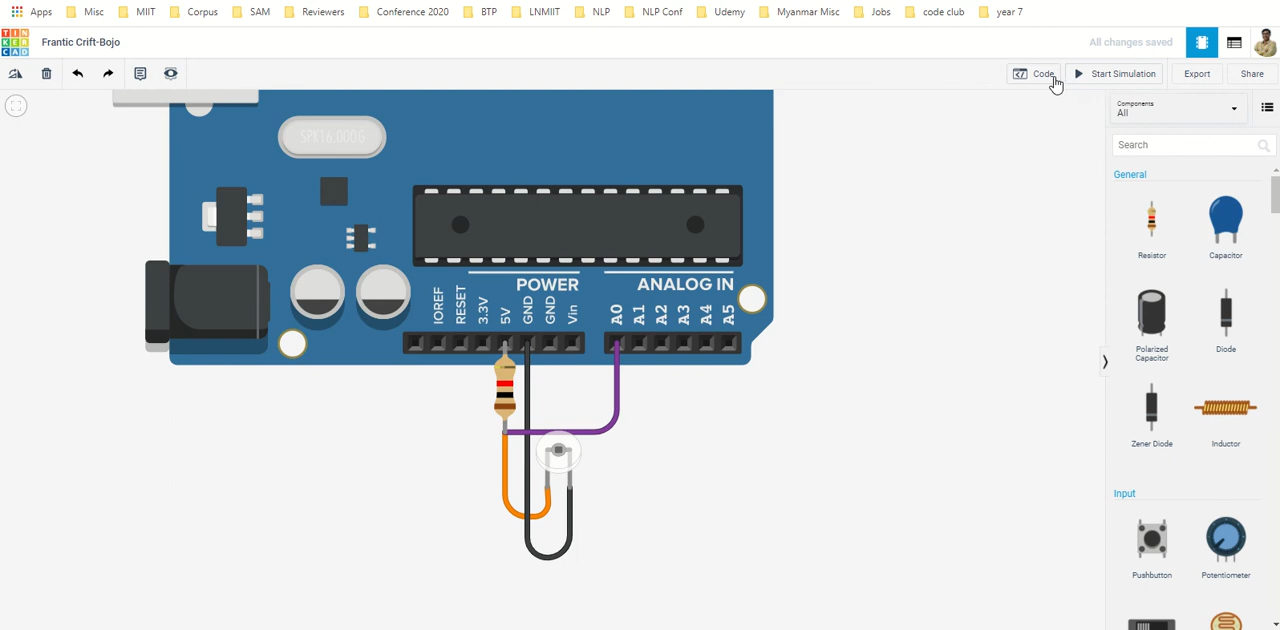 Apps Misc MIIT Corpus SAM Reviewers Conference 2020 BTP LNMIIT NLP NLP Conf Udemy Myanmar Misc Jobs code club year 7
TIN
KER
CAD
Frantic Crift-Bojo
All changes saved
Code
Start Simulation
Export
Share
Components
All
Search
General
Resistor
Capacitor
Polarized
Capacitor
Diode
Zener Diode
Inductor
Input
Pushbutton
Potentiometer
SPK16.000G
POWER
ANALOG IN
IOREF
RESET
3.3V
5V
GND
GND
Vin
A0
A1
A2
A3
A4
A5